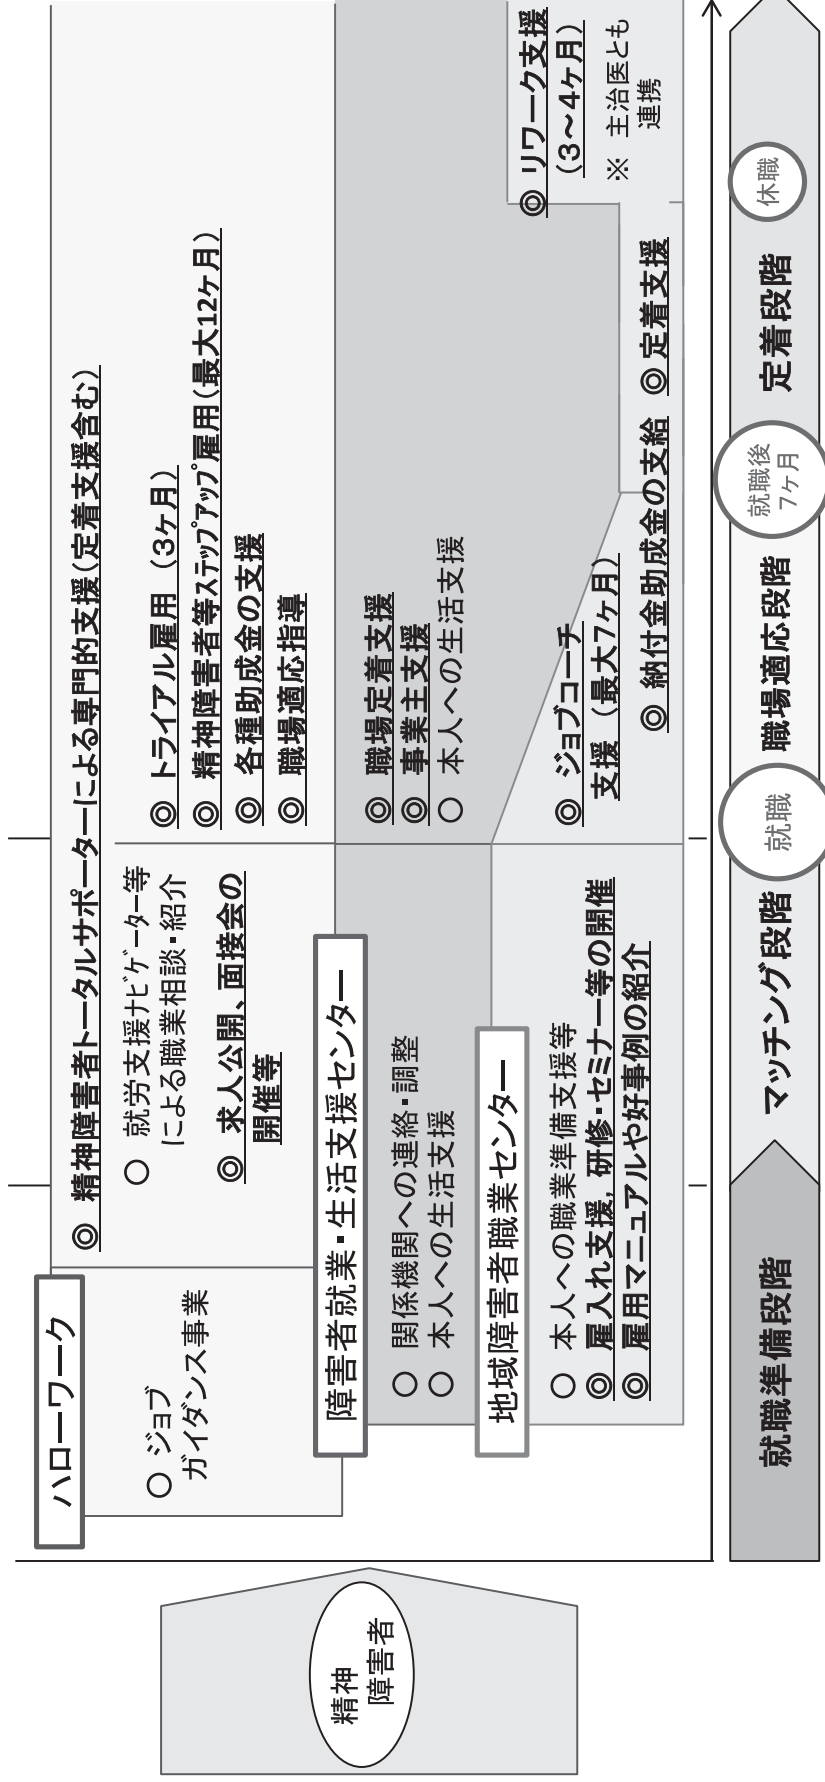 精神
障害者
ハローワーク
○ ジョブ
ガイダンス事業
◎ 精神障害者トータルサポーターによる専門的支援(定着支援含む)
○ 就労支援ナビゲーター等
による職業相談・紹介
◎ 求人公開、面接会の
開催等
◎ トライアル雇用 (3ヶ月)
◎ 精神障害者等ステップアップ雇用(最大12ヶ月)
◎ 各種助成金の支援
◎ 職場適応指導
障害者就業・生活支援センター
○ 関係機関への連絡・調整
○ 本人への生活支援
◎ 職場定着支援
◎ 事業主支援
○ 本人への生活支援
地域障害者職業センター
○ 本人への職業準備支援等
◎ 雇入れ支援, 研修・セミナー等の開催
◎ 雇用マニュアルや好事例の紹介
◎ ジョブコーチ
支援 (最大7ヶ月)
◎ 納付金助成金の支給 ◎ 定着支援
◎ リワーク支援
(3~4ヶ月)
※ 主治医とも
連携
就職準備段階
マッチング段階
就職
職場適応段階
就職後
7ヶ月
定着段階
休職